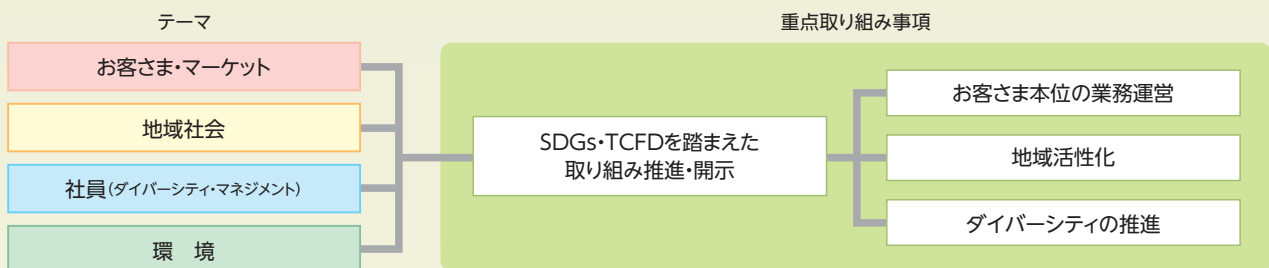 テーマ
お客さま・マーケット
地域社会
社員(ダイバーシティ・マネジメント)
環　境
重点取り組み事項
SDGs・TCFDを踏まえた
取り組み推進・開示
お客さま本位の業務運営
地域活性化
ダイバーシティの推進